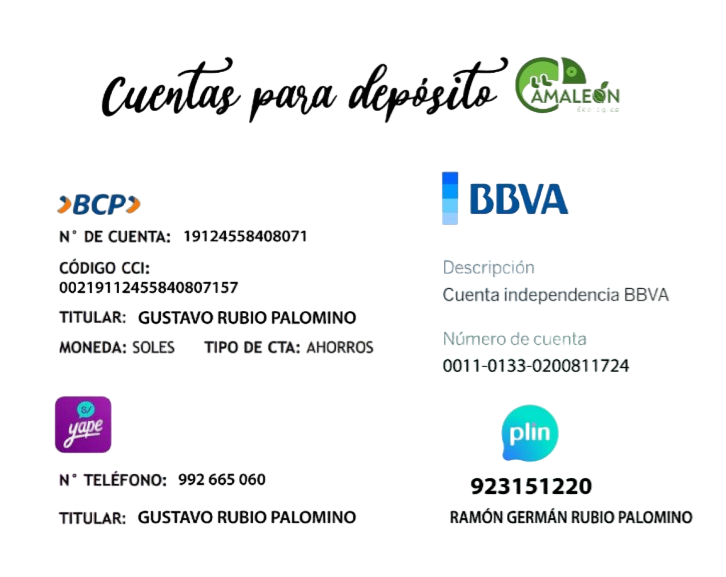 Cuentas para depósito
CAMALEÓN
BCP
N° DE CUENTA: 19124558408071
CÓDIGO CCI:
00219112455840807157
TITULAR: GUSTAVO RUBIO PALOMINO
MONEDA: SOLES TIPO DE CTA: AHORROS
BBVA
Descripción
Cuenta independencia BBVA
Número de cuenta
0011-0133-0200811724
S/
yape
N° TELÉFONO: 992 665 060
TITULAR: GUSTAVO RUBIO PALOMINO
plin
923151220
RAMÓN GERMÁN RUBIO PALOMINO